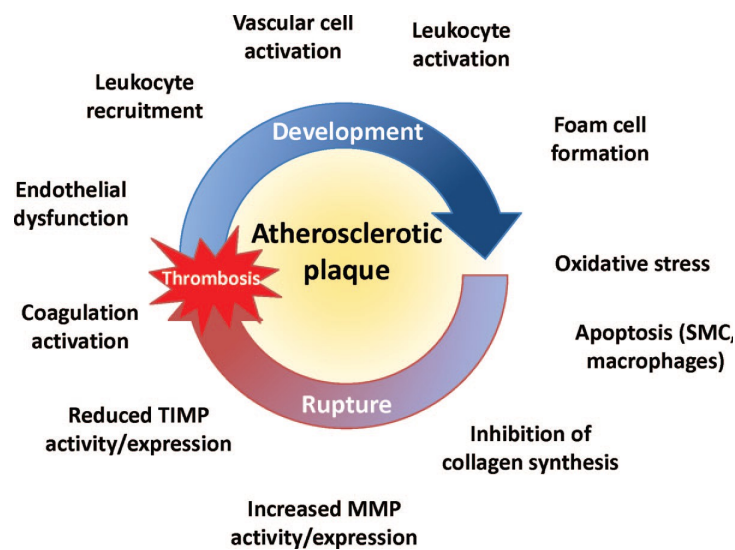 Vascular cell
activation
Leukocyte
activation
Leukocyte
recruitment
Development
Foam cell
formation
Endothelial
dysfunction
Atherosclerotic
plaque
Thrombosis
Oxidative stress
Coagulation
activation
Apoptosis (SMC,
macrophages)
Rupture
Reduced TIMP
activity/expression
Inhibition of
collagen synthesis
Increased MMP
activity/expression